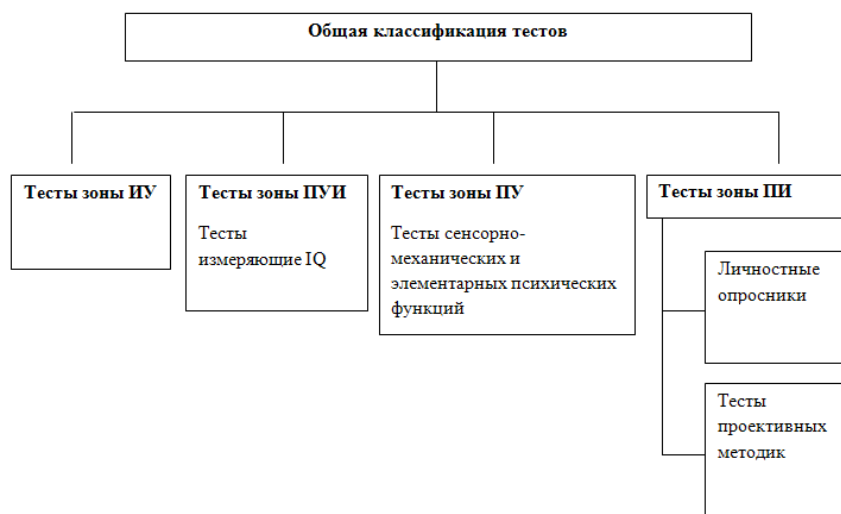 Общая классификация тестов
Тесты зоны ИУ
Тесты зоны ПУИ
Тесты
измеряющие IQ
Тесты зоны ПУ
Тесты сенсорно-
механических и
элементарных психических
функций
Тесты зоны ПИ
Личностные
опросники
Тесты
проективных
методик